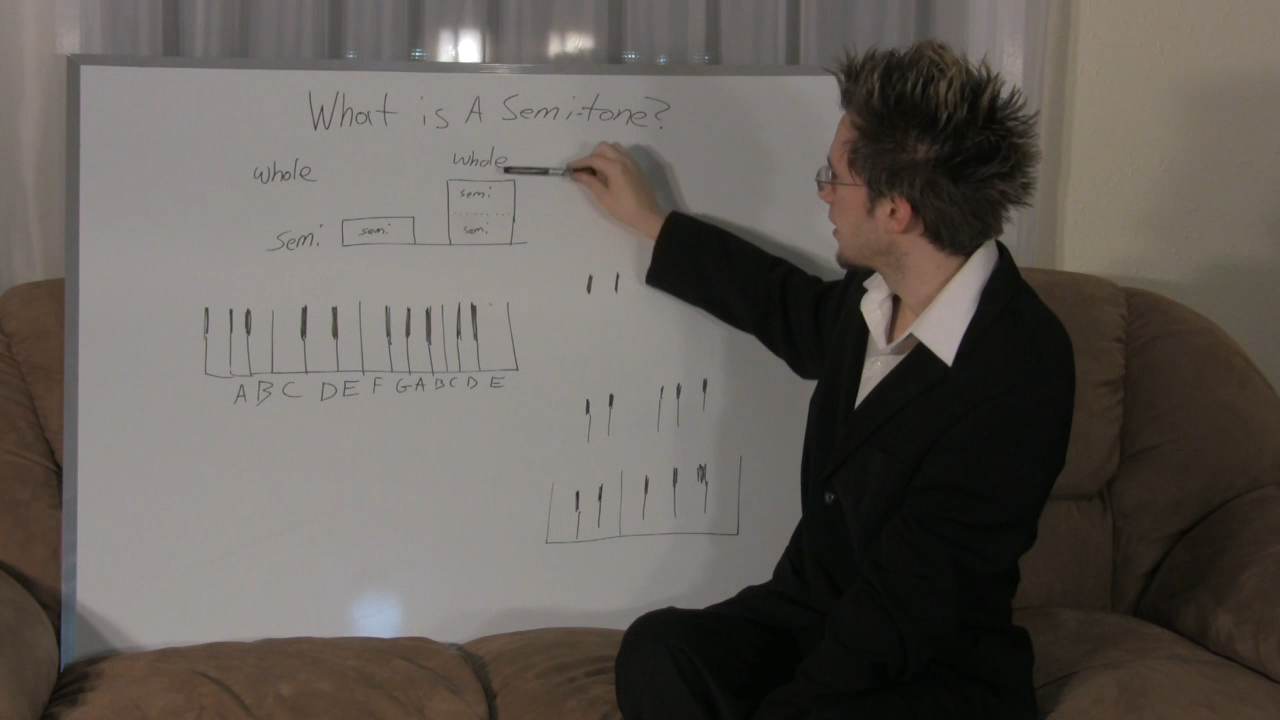 What is A Semi-tone?
whole whole
semi
semi semi semi
A B C D E F G A B C D E